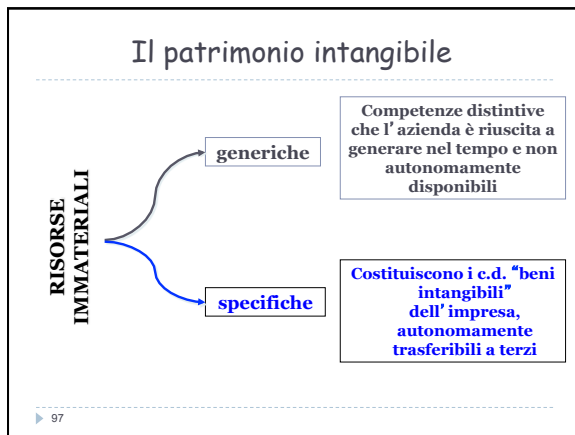 Il patrimonio intangibile
RISORSE
IMMATERIALI
generiche
Competenze distintive
che l'azienda è riuscita a
generare nel tempo e non
autonomamente
disponibili
specifiche
Costituiscono i c.d. "beni
intangibili"
dell'impresa,
autonomamente
trasferibili a terzi
97